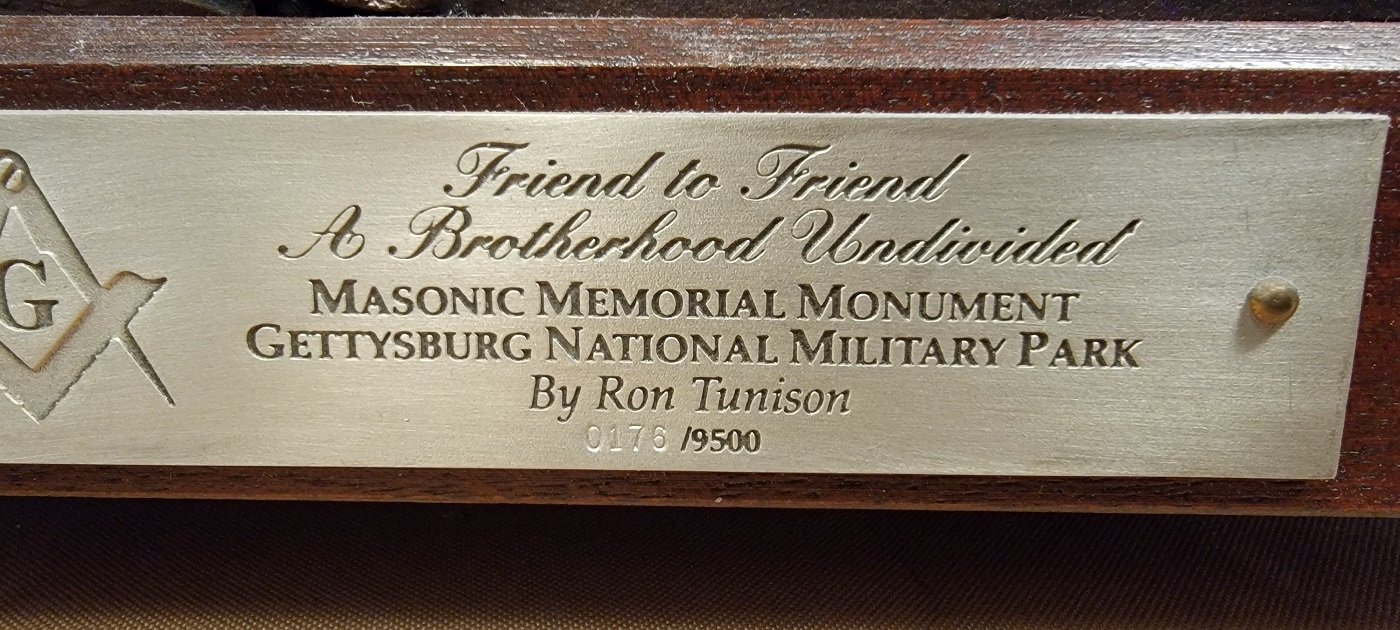 G
Friend to Friend
A Brotherhood Undivided
MASONIC MEMORIAL MONUMENT
GETTYSBURG NATIONAL MILITARY PARK
By Ron Tunison
0176 /9500